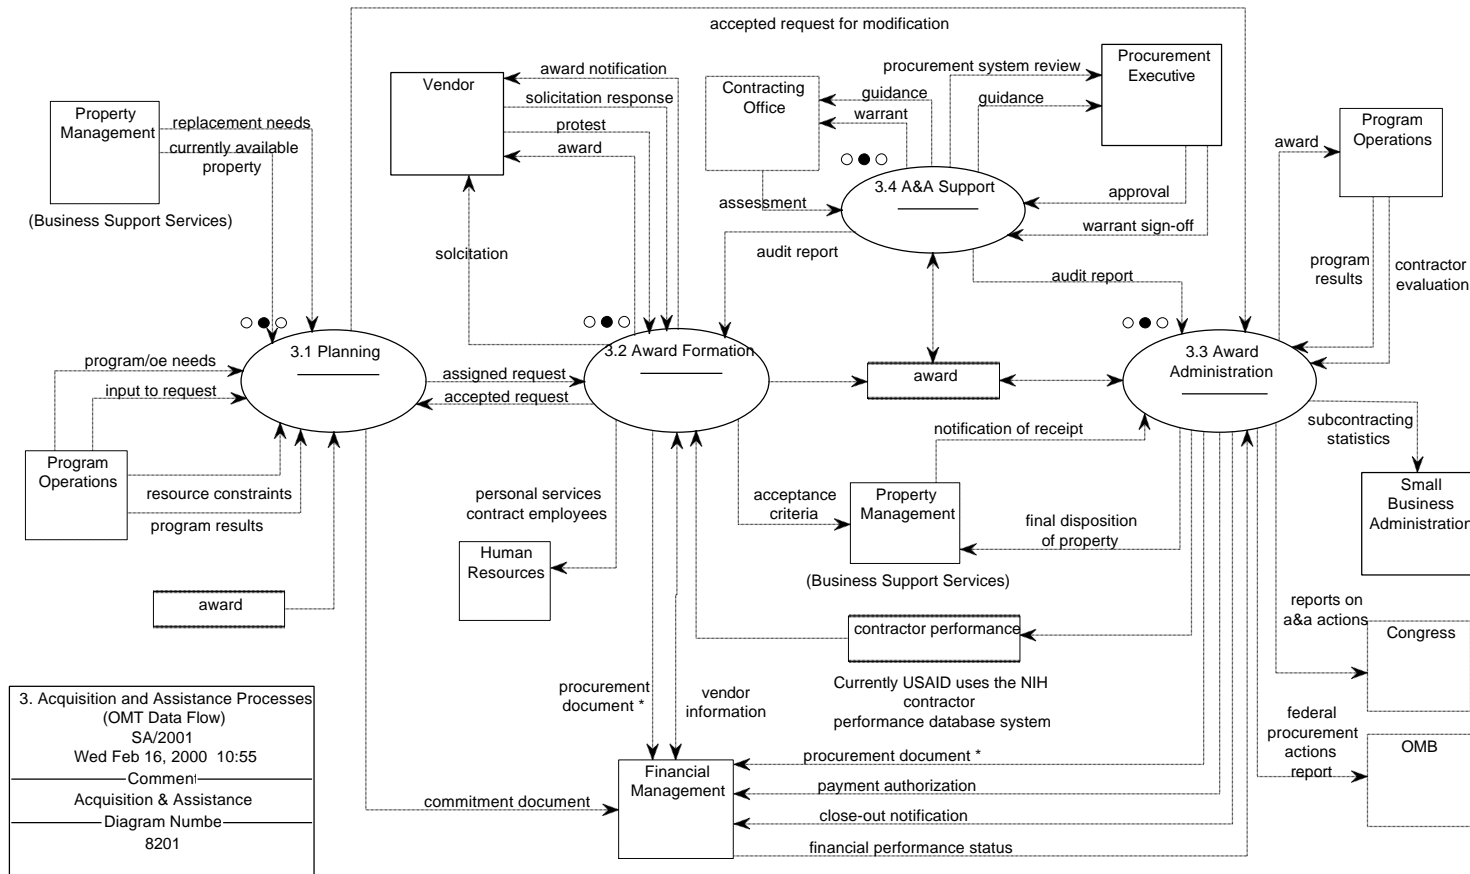 accepted request for modification
Property
Management
replacement needs
currently available
property
(Business Support Services)
Vendor
award notification
solicitation response
protest
award
solcitation
Contracting
Office
procurement system review
guidance
warrant
guidance
Procurement
Executive
3.4 A&A Support
assessment
approval
warrant sign-off
audit report
audit report
award
Program
Operations
program
results
contractor
evaluation
3.1 Planning
program/oe needs
input to request
assigned request
accepted request
3.2 Award Formation
award
3.3 Award
Administration
subcontracting
statistics
Small
Business
Administration
Program
Operations
resource constraints
program results
award
personal services
contract employees
Human
Resources
acceptance
criteria
notification of receipt
Property
Management
final disposition
of property
(Business Support Services)
contractor performance
Currently USAID uses the NIH
contractor
performance database system
reports on
a&a actions
Congress
federal
procurement
actions
report
OMB
procurement
document *
vendor
information
Financial
Management
commitment document
procurement document *
payment authorization
close-out notification
financial performance status
3. Acquisition and Assistance Processes
(OMT Data Flow)
SA/2001
Wed Feb 16, 2000 10:55
Comment
Acquisition & Assistance
Diagram Numbe
8201